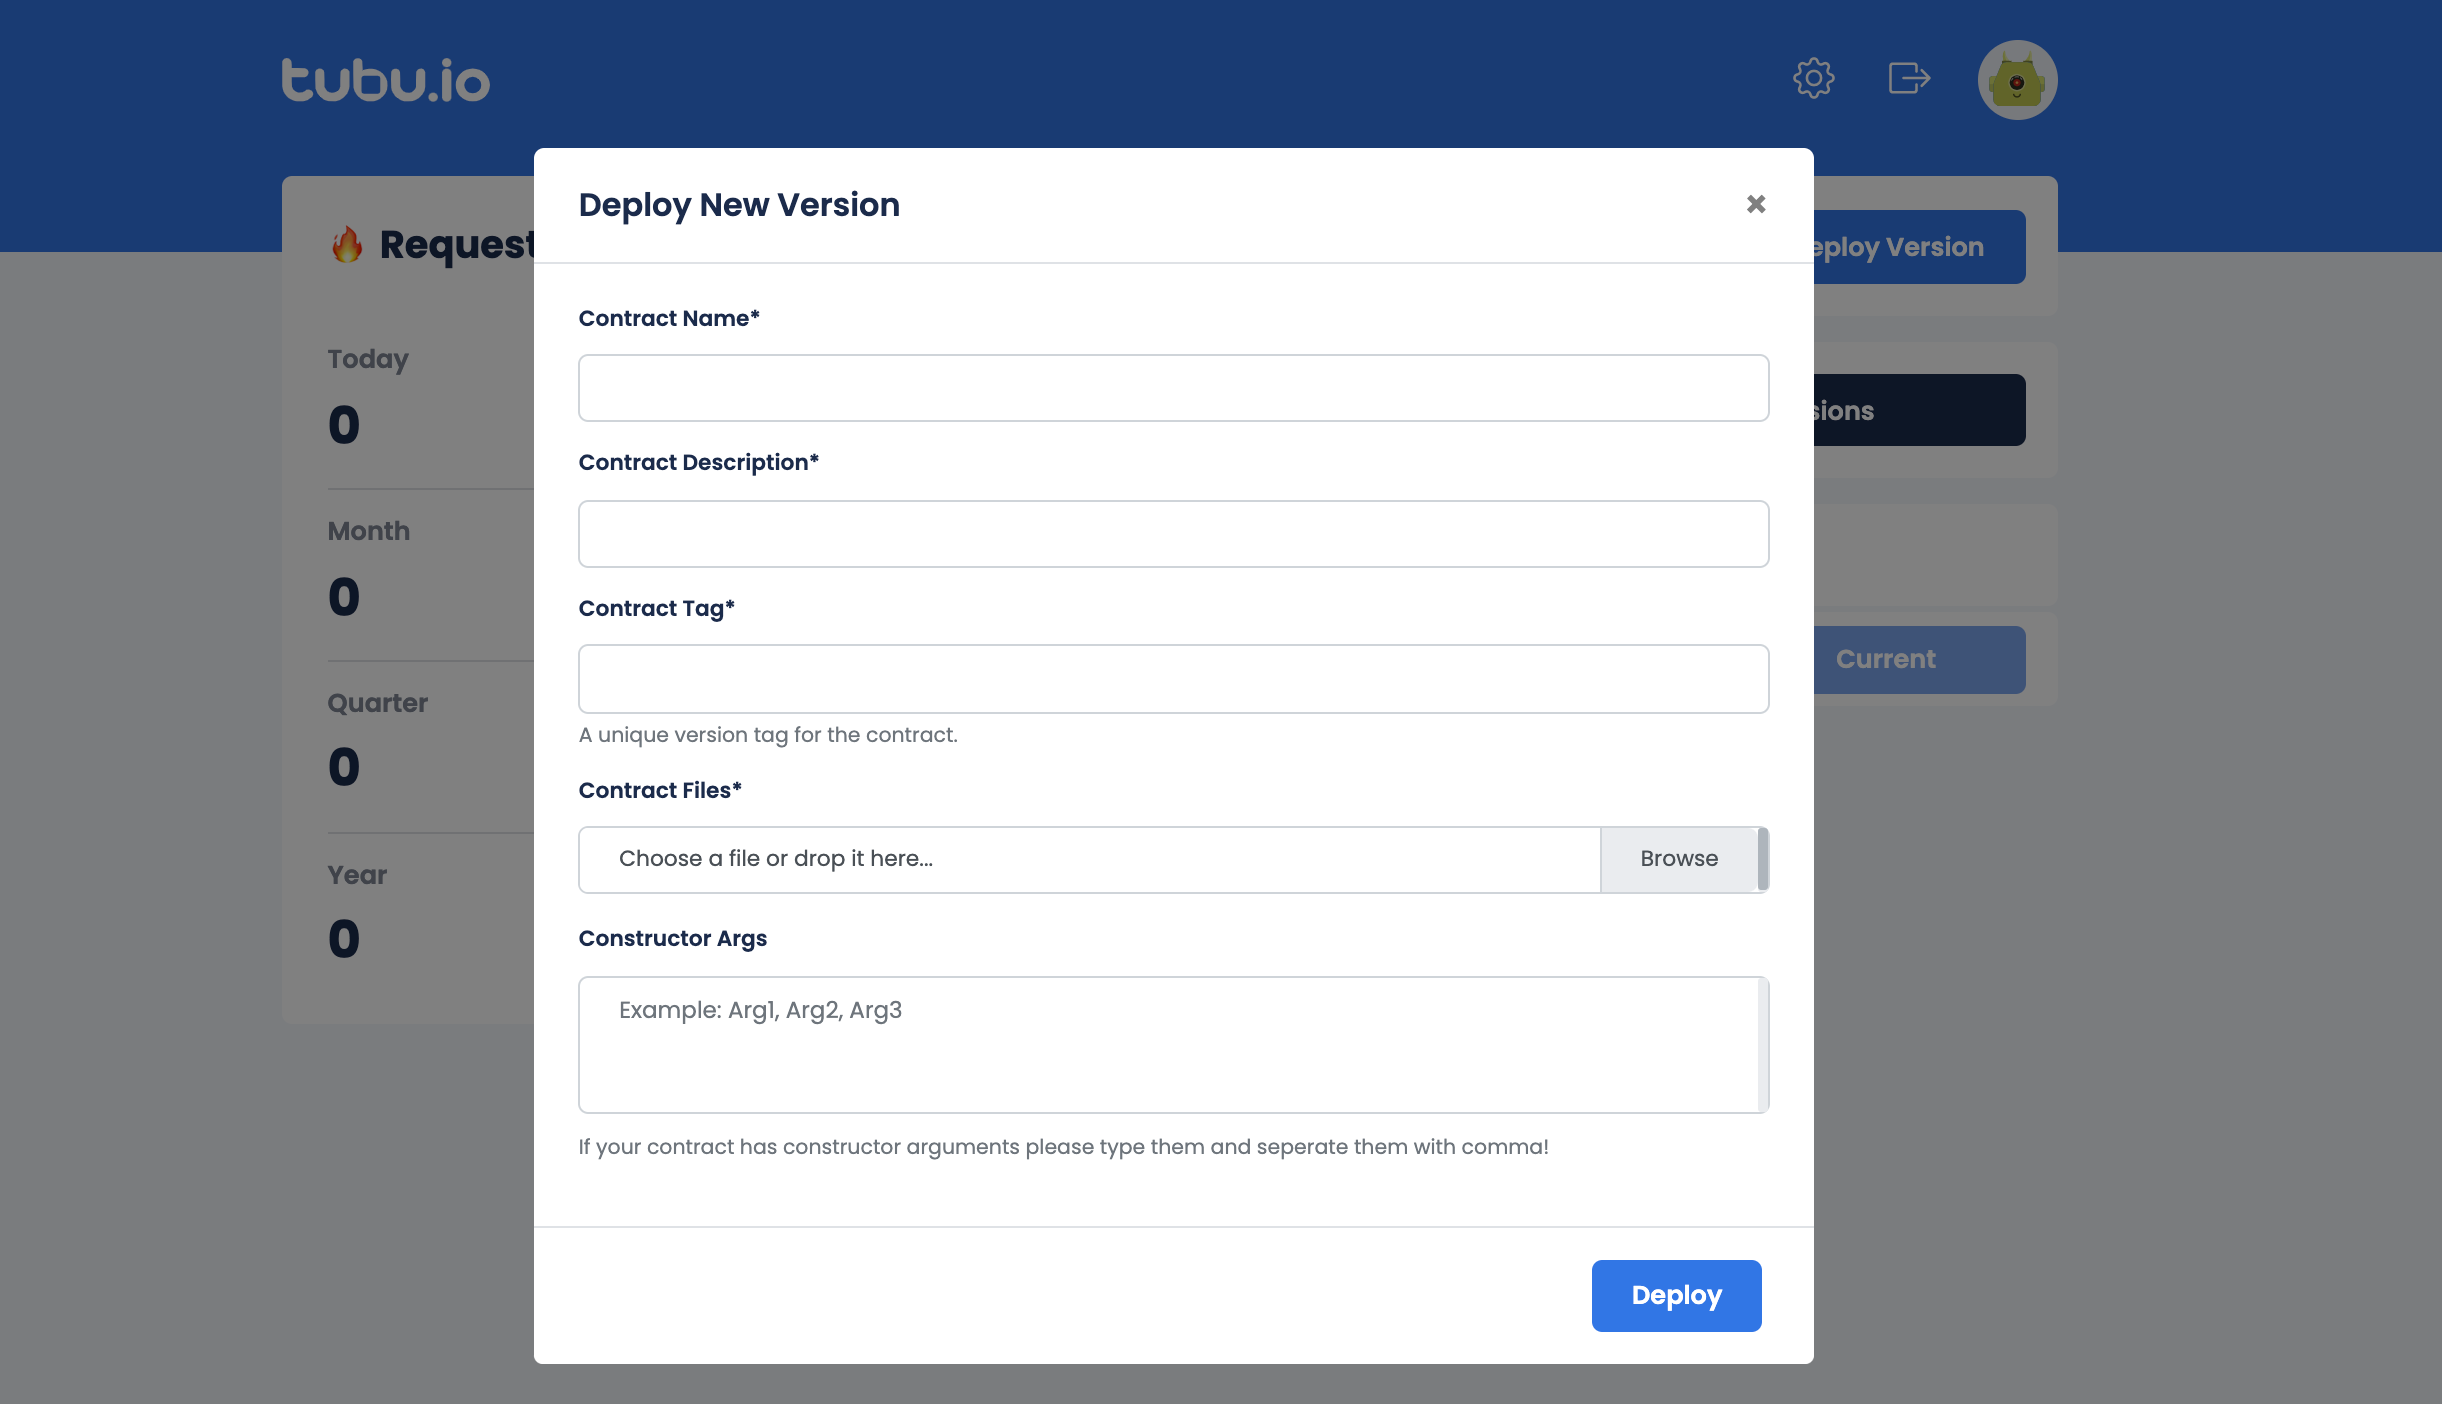 tubu.io
Deploy New Version
Request
eploy Version
Contract Name*
Today
0
sions
Contract Description*
Month
0
Contract Tag*
Current
Quarter
A unique version tag for the contract.
0
Contract Files*
Choose a file or drop it here...
Browse
Year
0
Constructor Args
Example: Arg1, Arg2, Arg3
If your contract has constructor arguments please type them and seperate them with comma!
Deploy